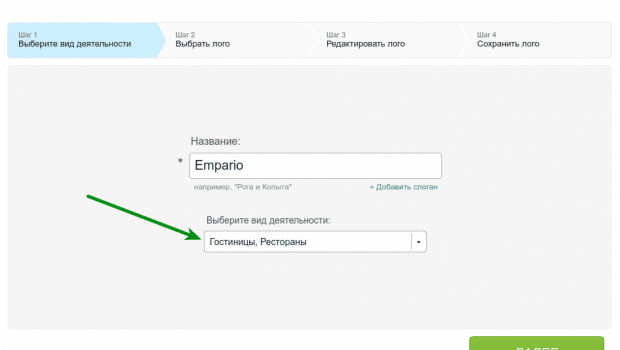 Шаг 1
Выберите вид деятельности
Шаг 2
Выбрать лого
Шаг 3
Редактировать лого
Шаг 4
Сохранить лого
Название:
* Empario
например, "Рога и Копыта"
+ Добавить слоган
Выберите вид деятельности:
Гостиницы, Рестораны
ДАЛЕЕ